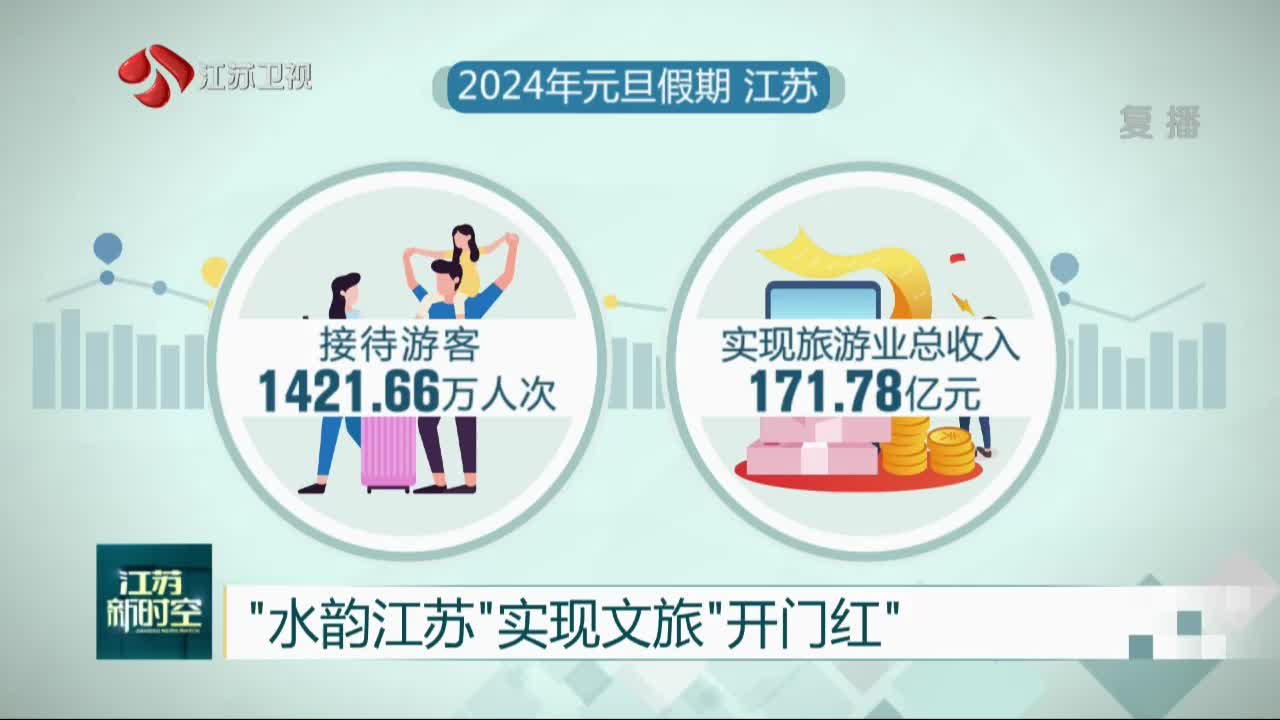 江苏卫视
2024年元旦假期 江苏
复播
接待游客
1421.66万人次
实现旅游业总收入
171.78亿元
江苏
新时空
"水韵江苏"实现文旅"开门红"